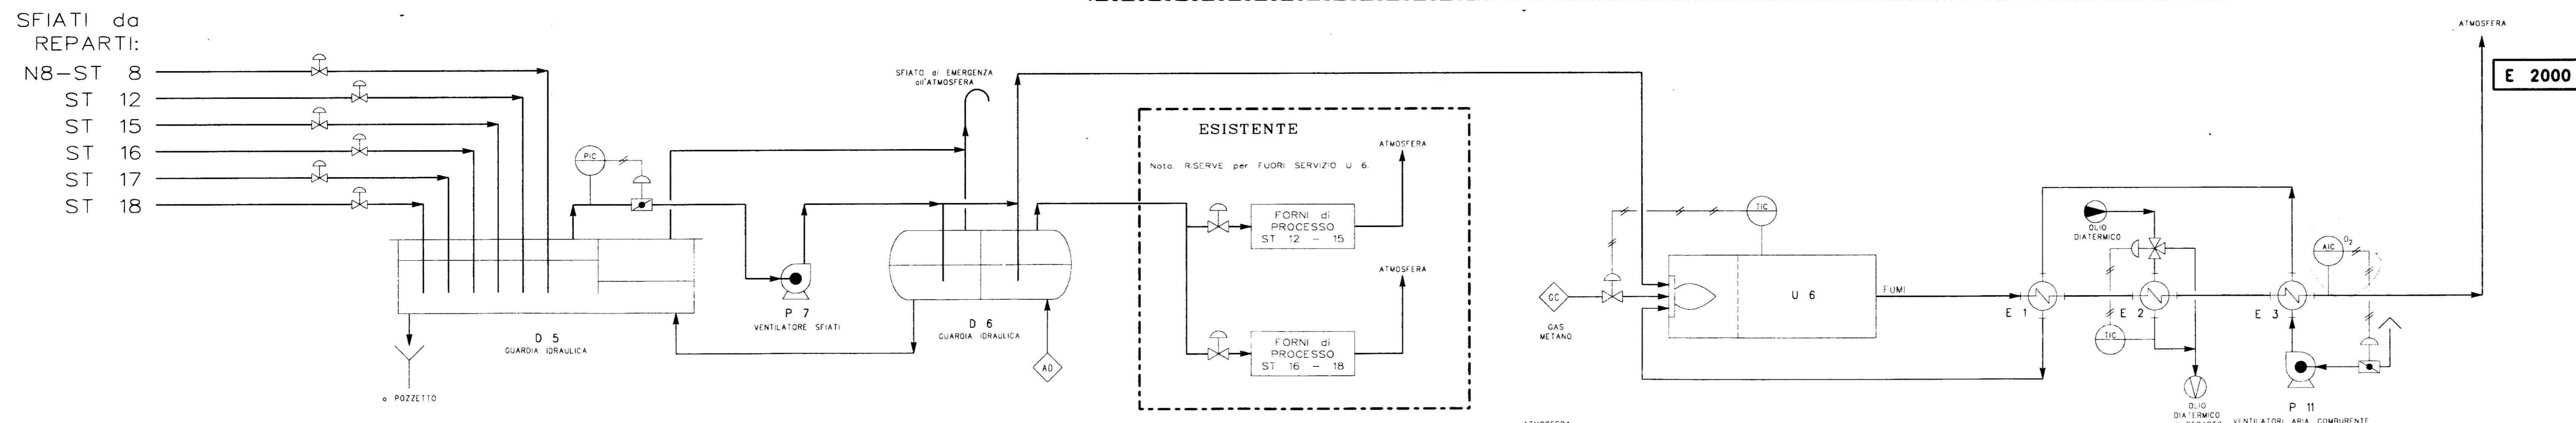 SFIATI da
REPARTI:
N8-ST 8
ST 12
ST 15
ST 16
ST 17
ST 18
PIC
D 5
GUARDIA IDRAULICA
a POZZETTO
P 7
VENTILATORE SFIATI
SFIATO di EMERGENZA
all'ATMOSFERA
D 6
GUARDIA IDRAULICA
AD
ESISTENTE
Nota: RISERVE per FUORI SERVIZIO U 6.
ATMOSFERA
FORNI di
PROCESSO
ST 12 - 15
ATMOSFERA
FORNI di
PROCESSO
ST 16 - 18
GC
GAS
METANO
TIC
U 6
FUMI
E 1
OLIO
DIATERMICO
E 2
TIC
OLIO
DIATERMICO
REPARTO
E 3
AIC
O2
P 11
VENTILATORI ARIA COMBURENTE
ATMOSFERA
E 2000
ATMOSFERA